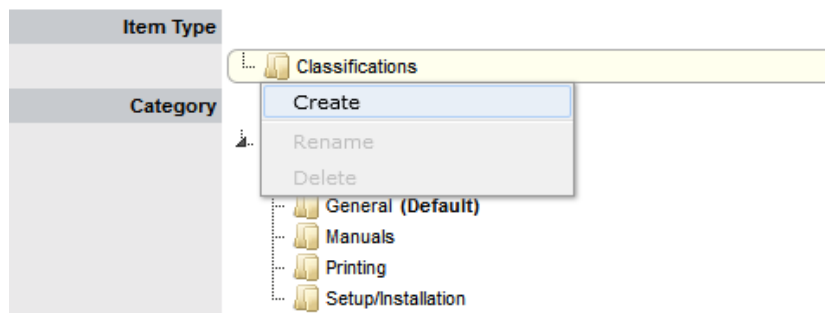 Item Type
Classifications
Category
Create
Rename
Delete
General (Default)
Manuals
Printing
Setup/Installation